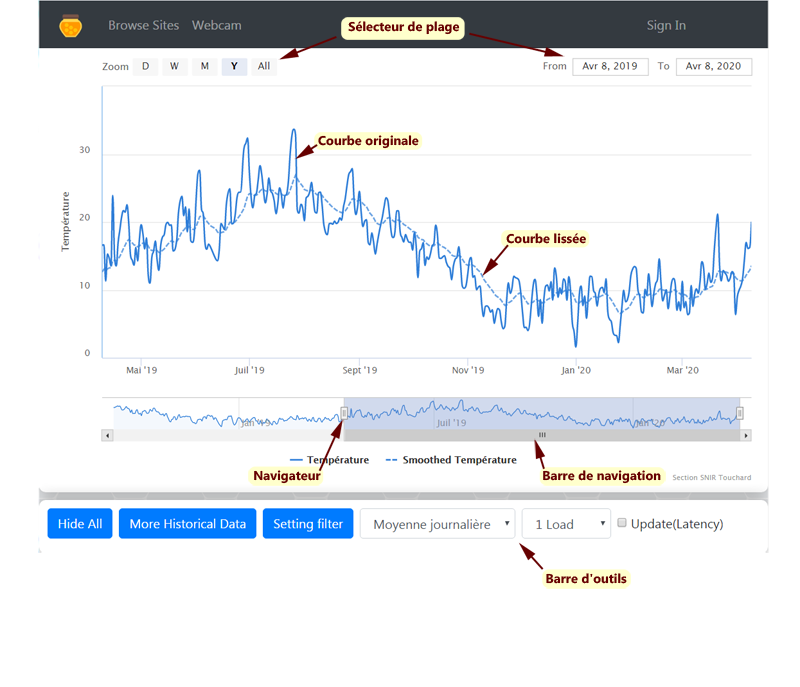 Browse Sites Webcam Sélecteur de plage Sign In
Zoom D W M Y All From Avr 8, 2019 To Avr 8, 2020
Courbe originale
Courbe lissée
Température
30
20
10
0
Mai '19 Juil '19 Sept '19 Nov '19 Jan '20 Mar '20
Jan '19 Juil '19 Jan '20
Température Smoothed Température
Navigateur Barre de navigation Section SNIR Touchard
Hide All More Historical Data Setting filter Moyenne journalière 1 Load Update(Latency)
Barre d'outils